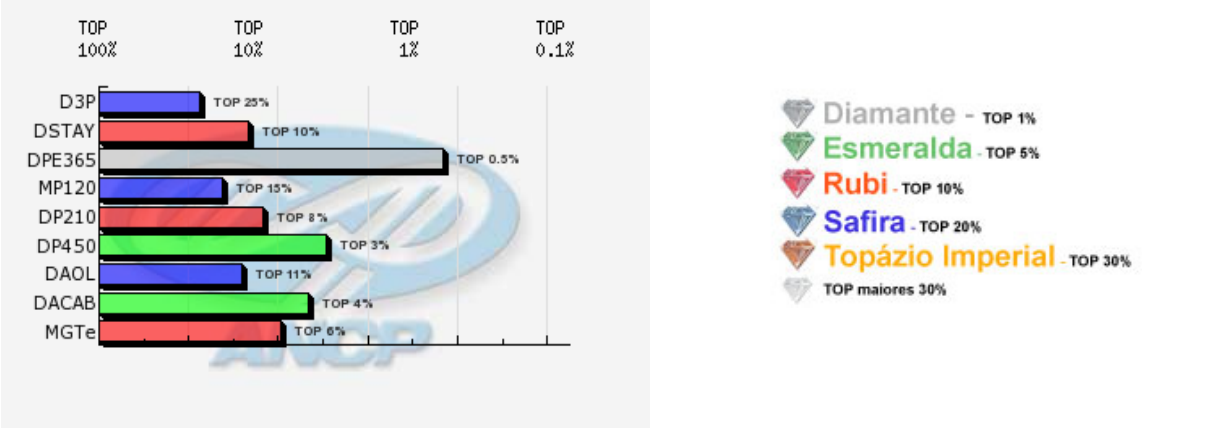 TOP TOP TOP TOP
100% 10% 1% 0.1%
D3P TOP 25%
DSTAY TOP 10%
DPE365 TOP 0.5%
MP120 TOP 15%
DP210 TOP 8%
DP450 TOP 3%
DAOL TOP 11%
DACAB TOP 4%
MGTe TOP 6%
ANCP
Diamante - TOP 1%
Esmeralda - TOP 5%
Rubi - TOP 10%
Safira - TOP 20%
Topázio Imperial - TOP 30%
TOP maiores 30%